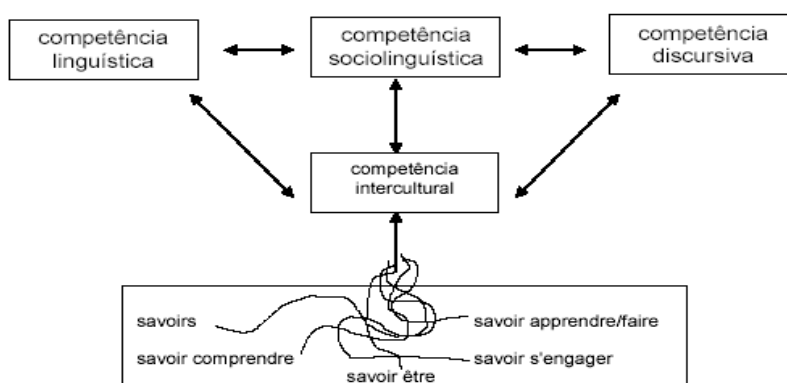 competência
linguística
competência
sociolinguística
competência
discursiva
competência
intercultural
savoirs
savoir apprendre/faire
savoir comprendre
savoir s'engager
savoir être